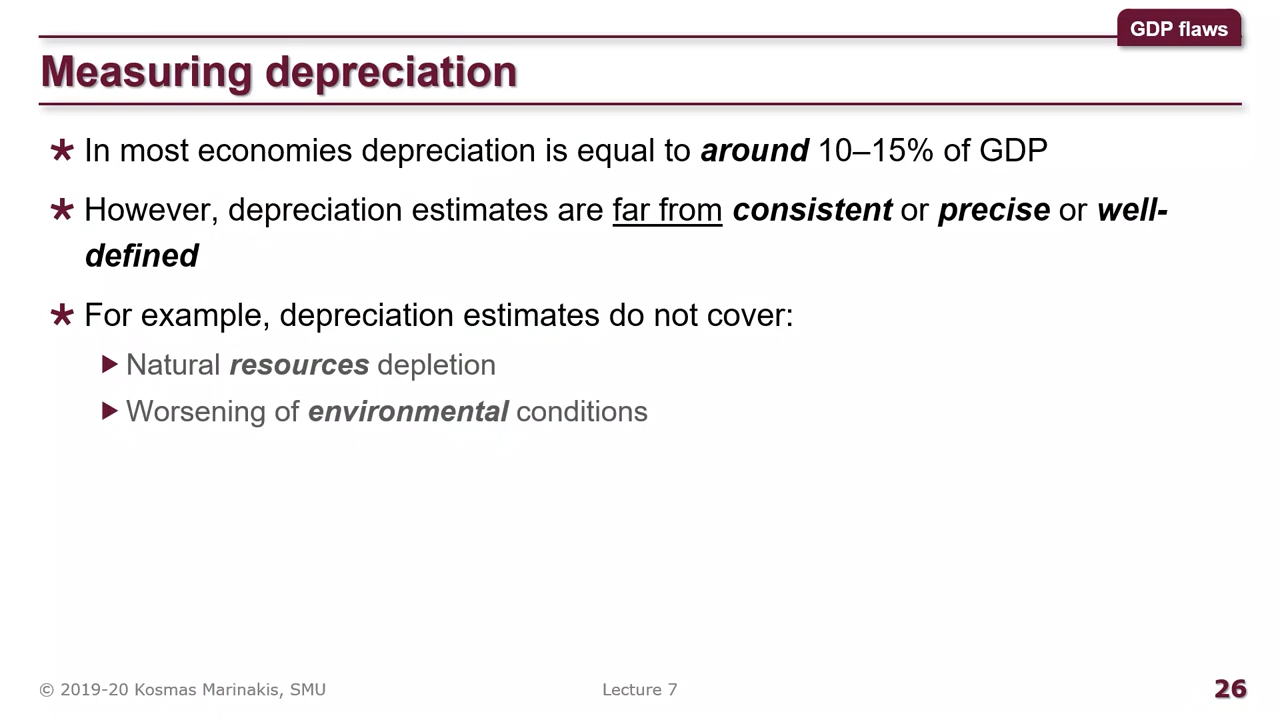 GDP flaws
Measuring depreciation
* In most economies depreciation is equal to around 10–15% of GDP
* However, depreciation estimates are far from consistent or precise or well-
defined
* For example, depreciation estimates do not cover:
▶ Natural resources depletion
▶ Worsening of environmental conditions
© 2019-20 Kosmas Marinakis, SMU
Lecture 7
26